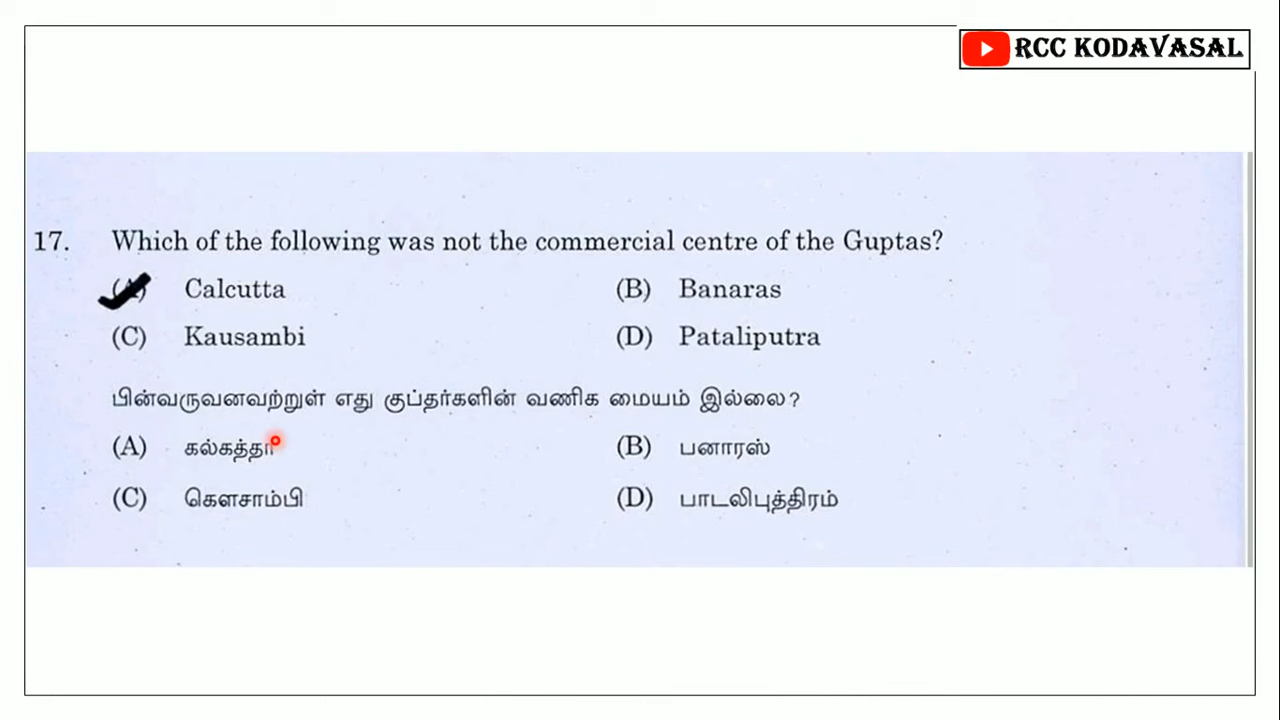 RCC KODAVASAL
17. Which of the following was not the commercial centre of the Guptas?
(A) Calcutta (B) Banaras
(C) Kausambi (D) Pataliputra
பின்வருவனவற்றுள் எது குப்தர்களின் வணிக மையம் இல்லை?
(A) கல்கத்தா (B) பனாரஸ்
(C) கௌசாம்பி (D) பாடலிபுத்திரம்